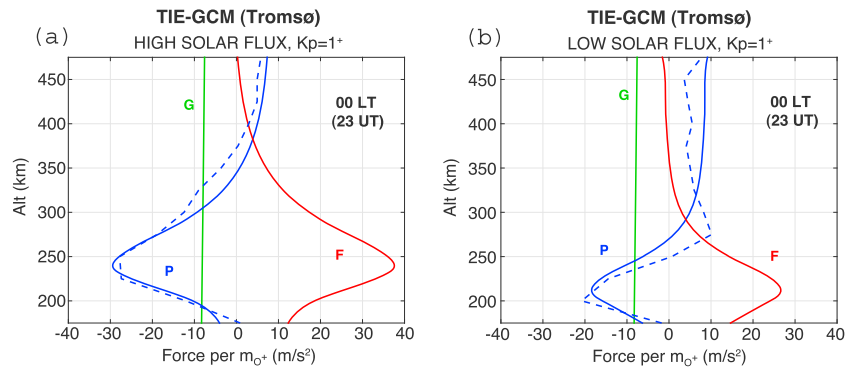 (a)
TIE-GCM (Tromsø)
HIGH SOLAR FLUX, Kp=1⁺
Alt (km)
450
400
350
300
250
200
G
00 LT
(23 UT)
P
F
-40 -30 -20 -10 0 10 20 30 40
Force per m_O⁺ (m/s²)
(b)
TIE-GCM (Tromsø)
LOW SOLAR FLUX, Kp=1⁺
Alt (km)
450
400
350
300
250
200
G
00 LT
(23 UT)
P
F
-40 -30 -20 -10 0 10 20 30 40
Force per m_O⁺ (m/s²)